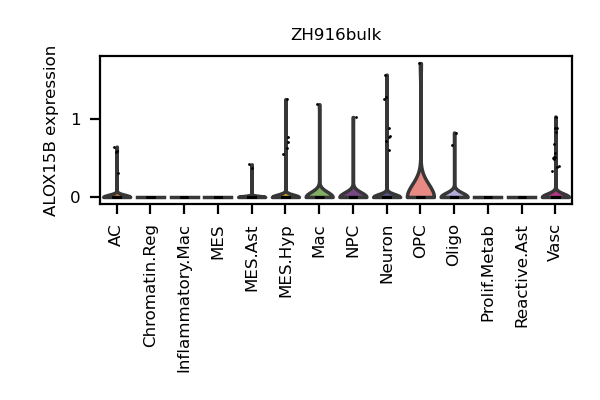 ZH916bulk
ALOX15B expression
1
0
AC
Chromatin.Reg
Inflammatory.Mac
MES
MES.Ast
MES.Hyp
Mac
NPC
Neuron
OPC
Oligo
Prolif.Metab
Reactive.Ast
Vasc